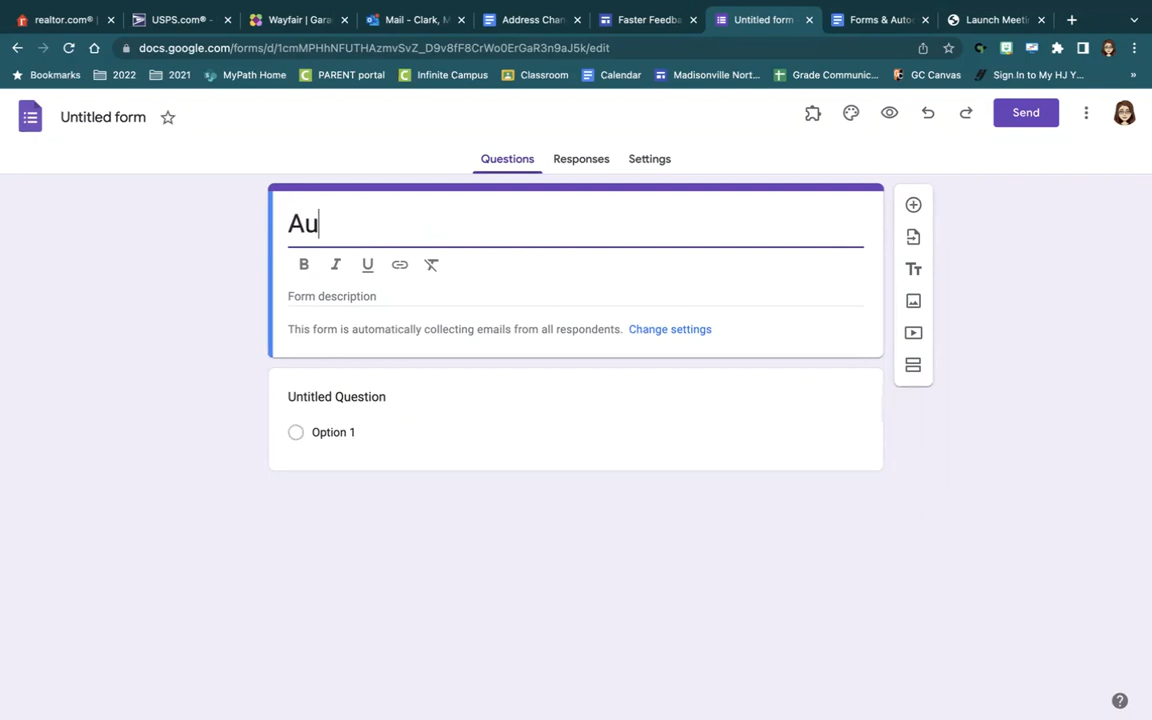 realtor.com® |
USPS.com® -
Wayfair | Gara
Mail - Clark, M
Address Chan
Faster Feedba
Untitled form
Forms & Auto
Launch Meeti
docs.google.com/forms/d/1cmMPHhNFUTHAzmvSvZ_D9v8fF8CrWo0ErGaR3n9aJ5k/edit
Bookmarks
2022
2021
MyPath Home
PARENT portal
Infinite Campus
Classroom
Calendar
Madisonville Nort...
Grade Communic...
GC Canvas
Sign In to My HJ Y...
»
Untitled form
Send
Questions
Responses
Settings
Au
B I U
Form description
This form is automatically collecting emails from all respondents. Change settings
Tt
Untitled Question
Option 1